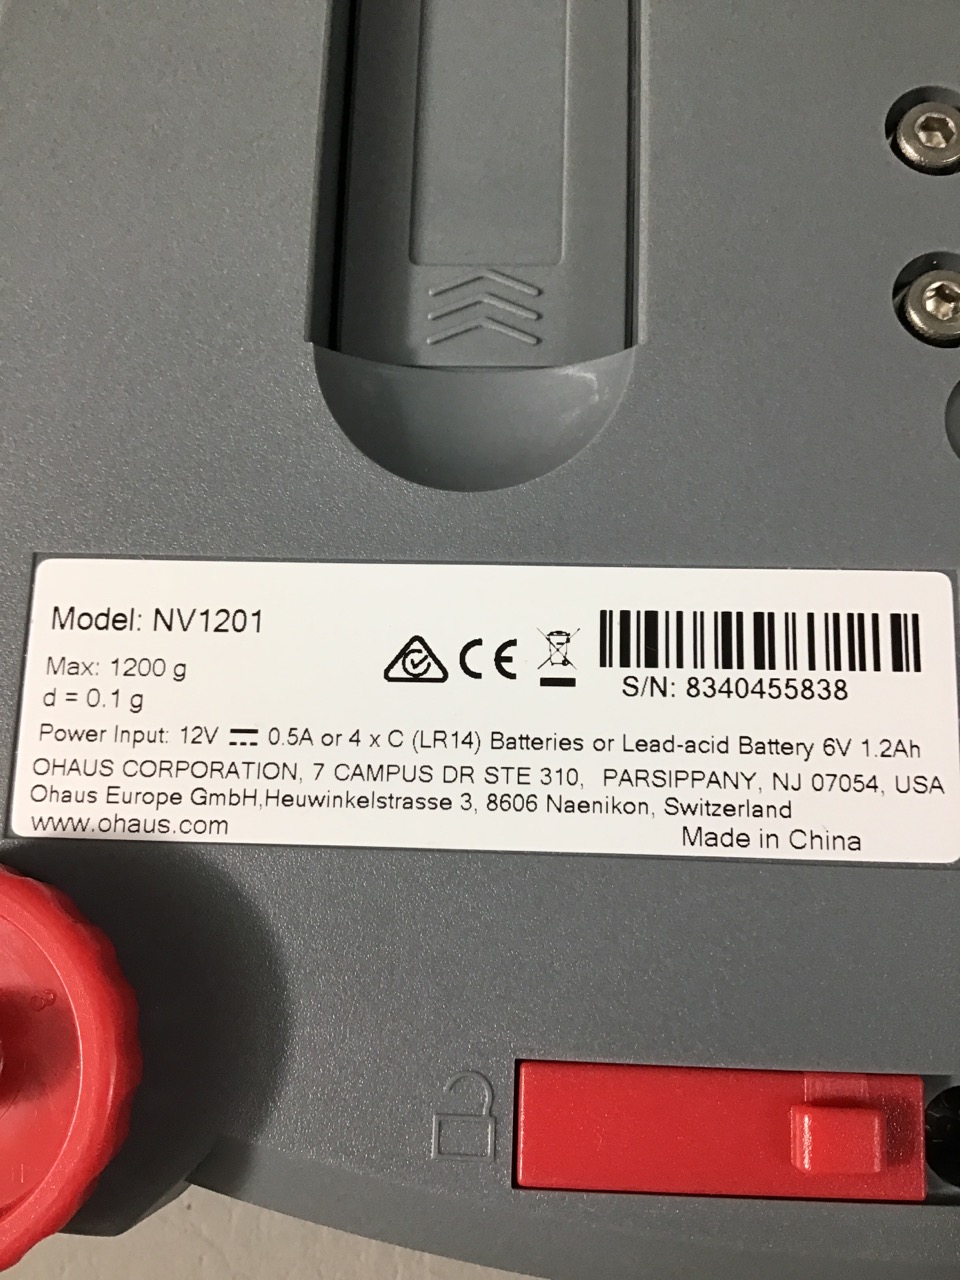 Model: NV1201
Max: 1200 g
d = 0.1 g
CE
S/N: 8340455838
Power Input: 12V ⎓ 0.5A or 4 x C (LR14) Batteries or Lead-acid Battery 6V 1.2Ah
OHAUS CORPORATION, 7 CAMPUS DR STE 310, PARSIPPANY, NJ 07054, USA
Ohaus Europe GmbH,Heuwinkelstrasse 3, 8606 Naenikon, Switzerland
www.ohaus.com
Made in China